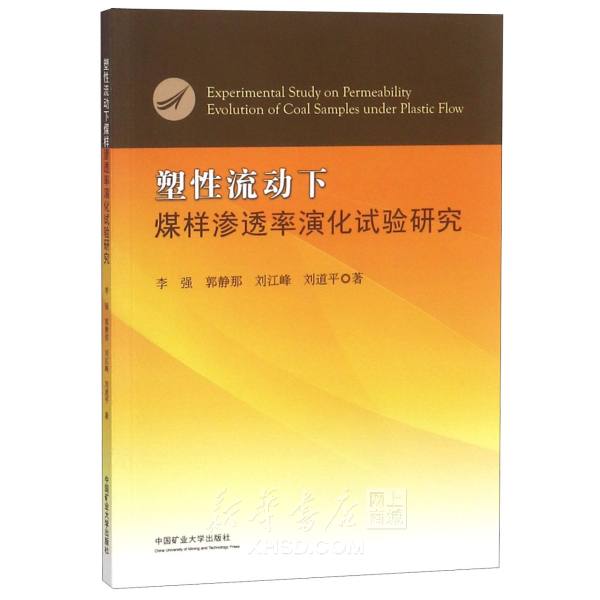 Experimental Study on Permeability
Evolution of Coal Samples under Plastic Flow
塑性流动下
煤样渗透率演化试验研究
李 强 郭静那 刘江峰 刘道平 著
中国矿业大学出版社
China University of Mining and Technology Press
塑性流动下煤样渗透率演化试验研究
李 强 郭静那 刘江峰 刘道平 著
中国矿业大学出版社
新华书店
网上商城
XHSD.COM